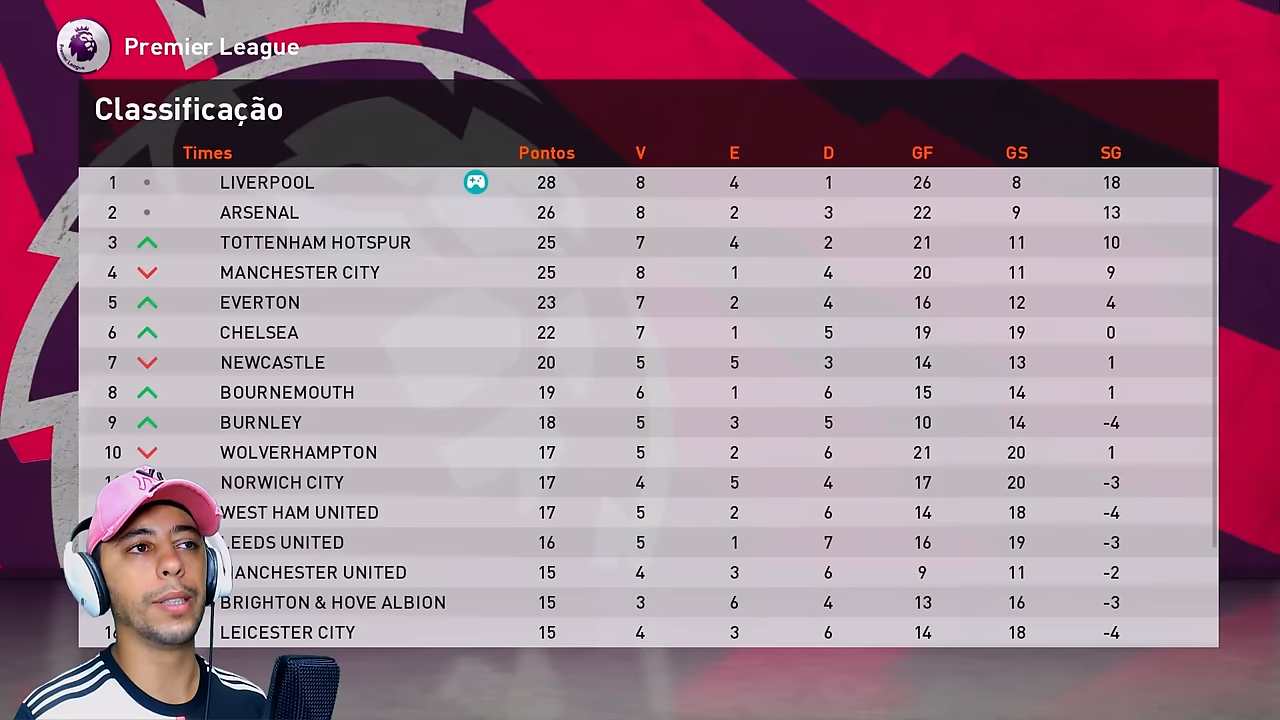 Premier League
Classificação
Times Pontos V E D GF GS SG
1 LIVERPOOL 28 8 4 1 26 8 18
2 ARSENAL 26 8 2 3 22 9 13
3 TOTTENHAM HOTSPUR 25 7 4 2 21 11 10
4 MANCHESTER CITY 25 8 1 4 20 11 9
5 EVERTON 23 7 2 4 16 12 4
6 CHELSEA 22 7 1 5 19 19 0
7 NEWCASTLE 20 5 5 3 14 13 1
8 BOURNEMOUTH 19 6 1 6 15 14 1
9 BURNLEY 18 5 3 5 10 14 -4
10 WOLVERHAMPTON 17 5 2 6 21 20 1
NORWICH CITY 17 4 5 4 17 20 -3
WEST HAM UNITED 17 5 2 6 14 18 -4
LEEDS UNITED 16 5 1 7 16 19 -3
MANCHESTER UNITED 15 4 3 6 9 11 -2
BRIGHTON & HOVE ALBION 15 3 6 4 13 16 -3
LEICESTER CITY 15 4 3 6 14 18 -4